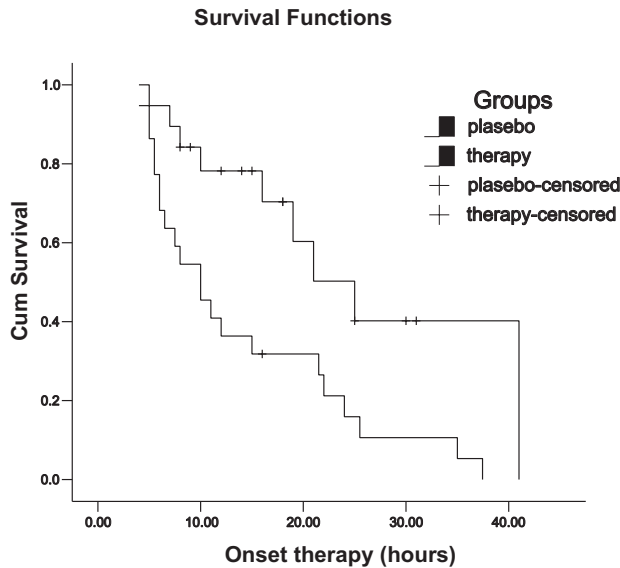 Survival Functions
Groups
plasebo
therapy
plasebo-censored
therapy-censored
Cum Survival
1.0
0.8
0.6
0.4
0.2
0.0
0.00 10.00 20.00 30.00 40.00
Onset therapy (hours)